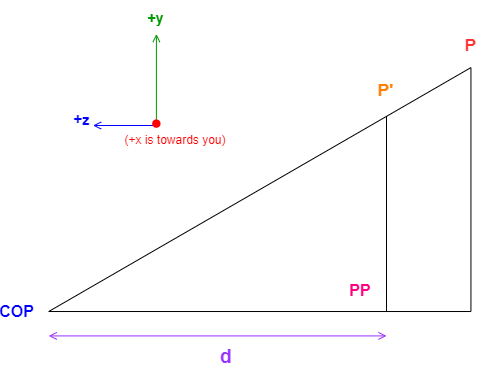 +y
P
P'
+z
(+x is towards you)
PP
COP
d